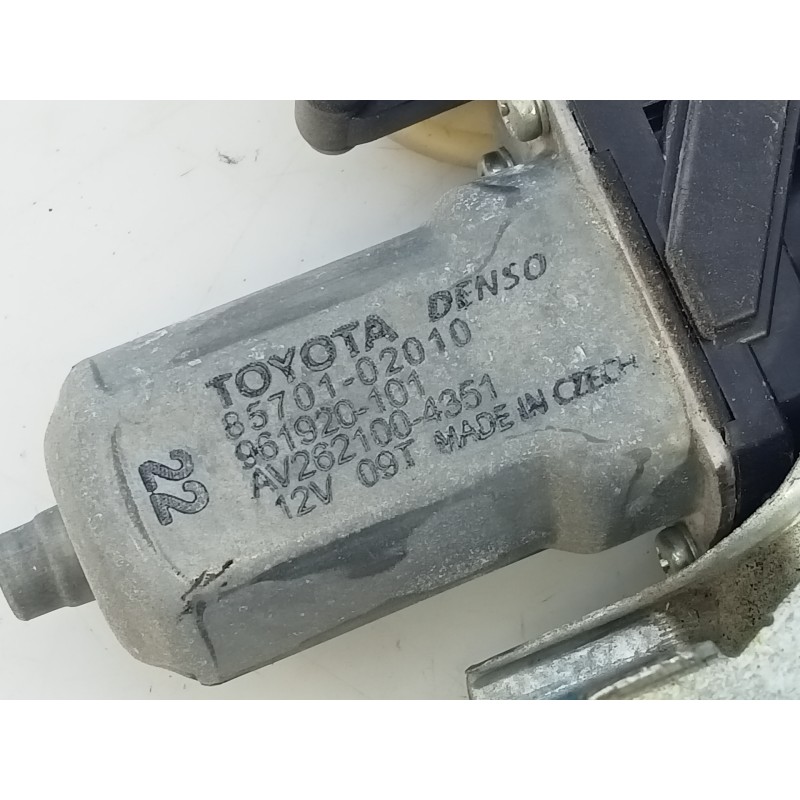 TOYOTA DENSO
85701-02010
961920-101
AV262100-4351
12V 09T MADE IN CZECH
22